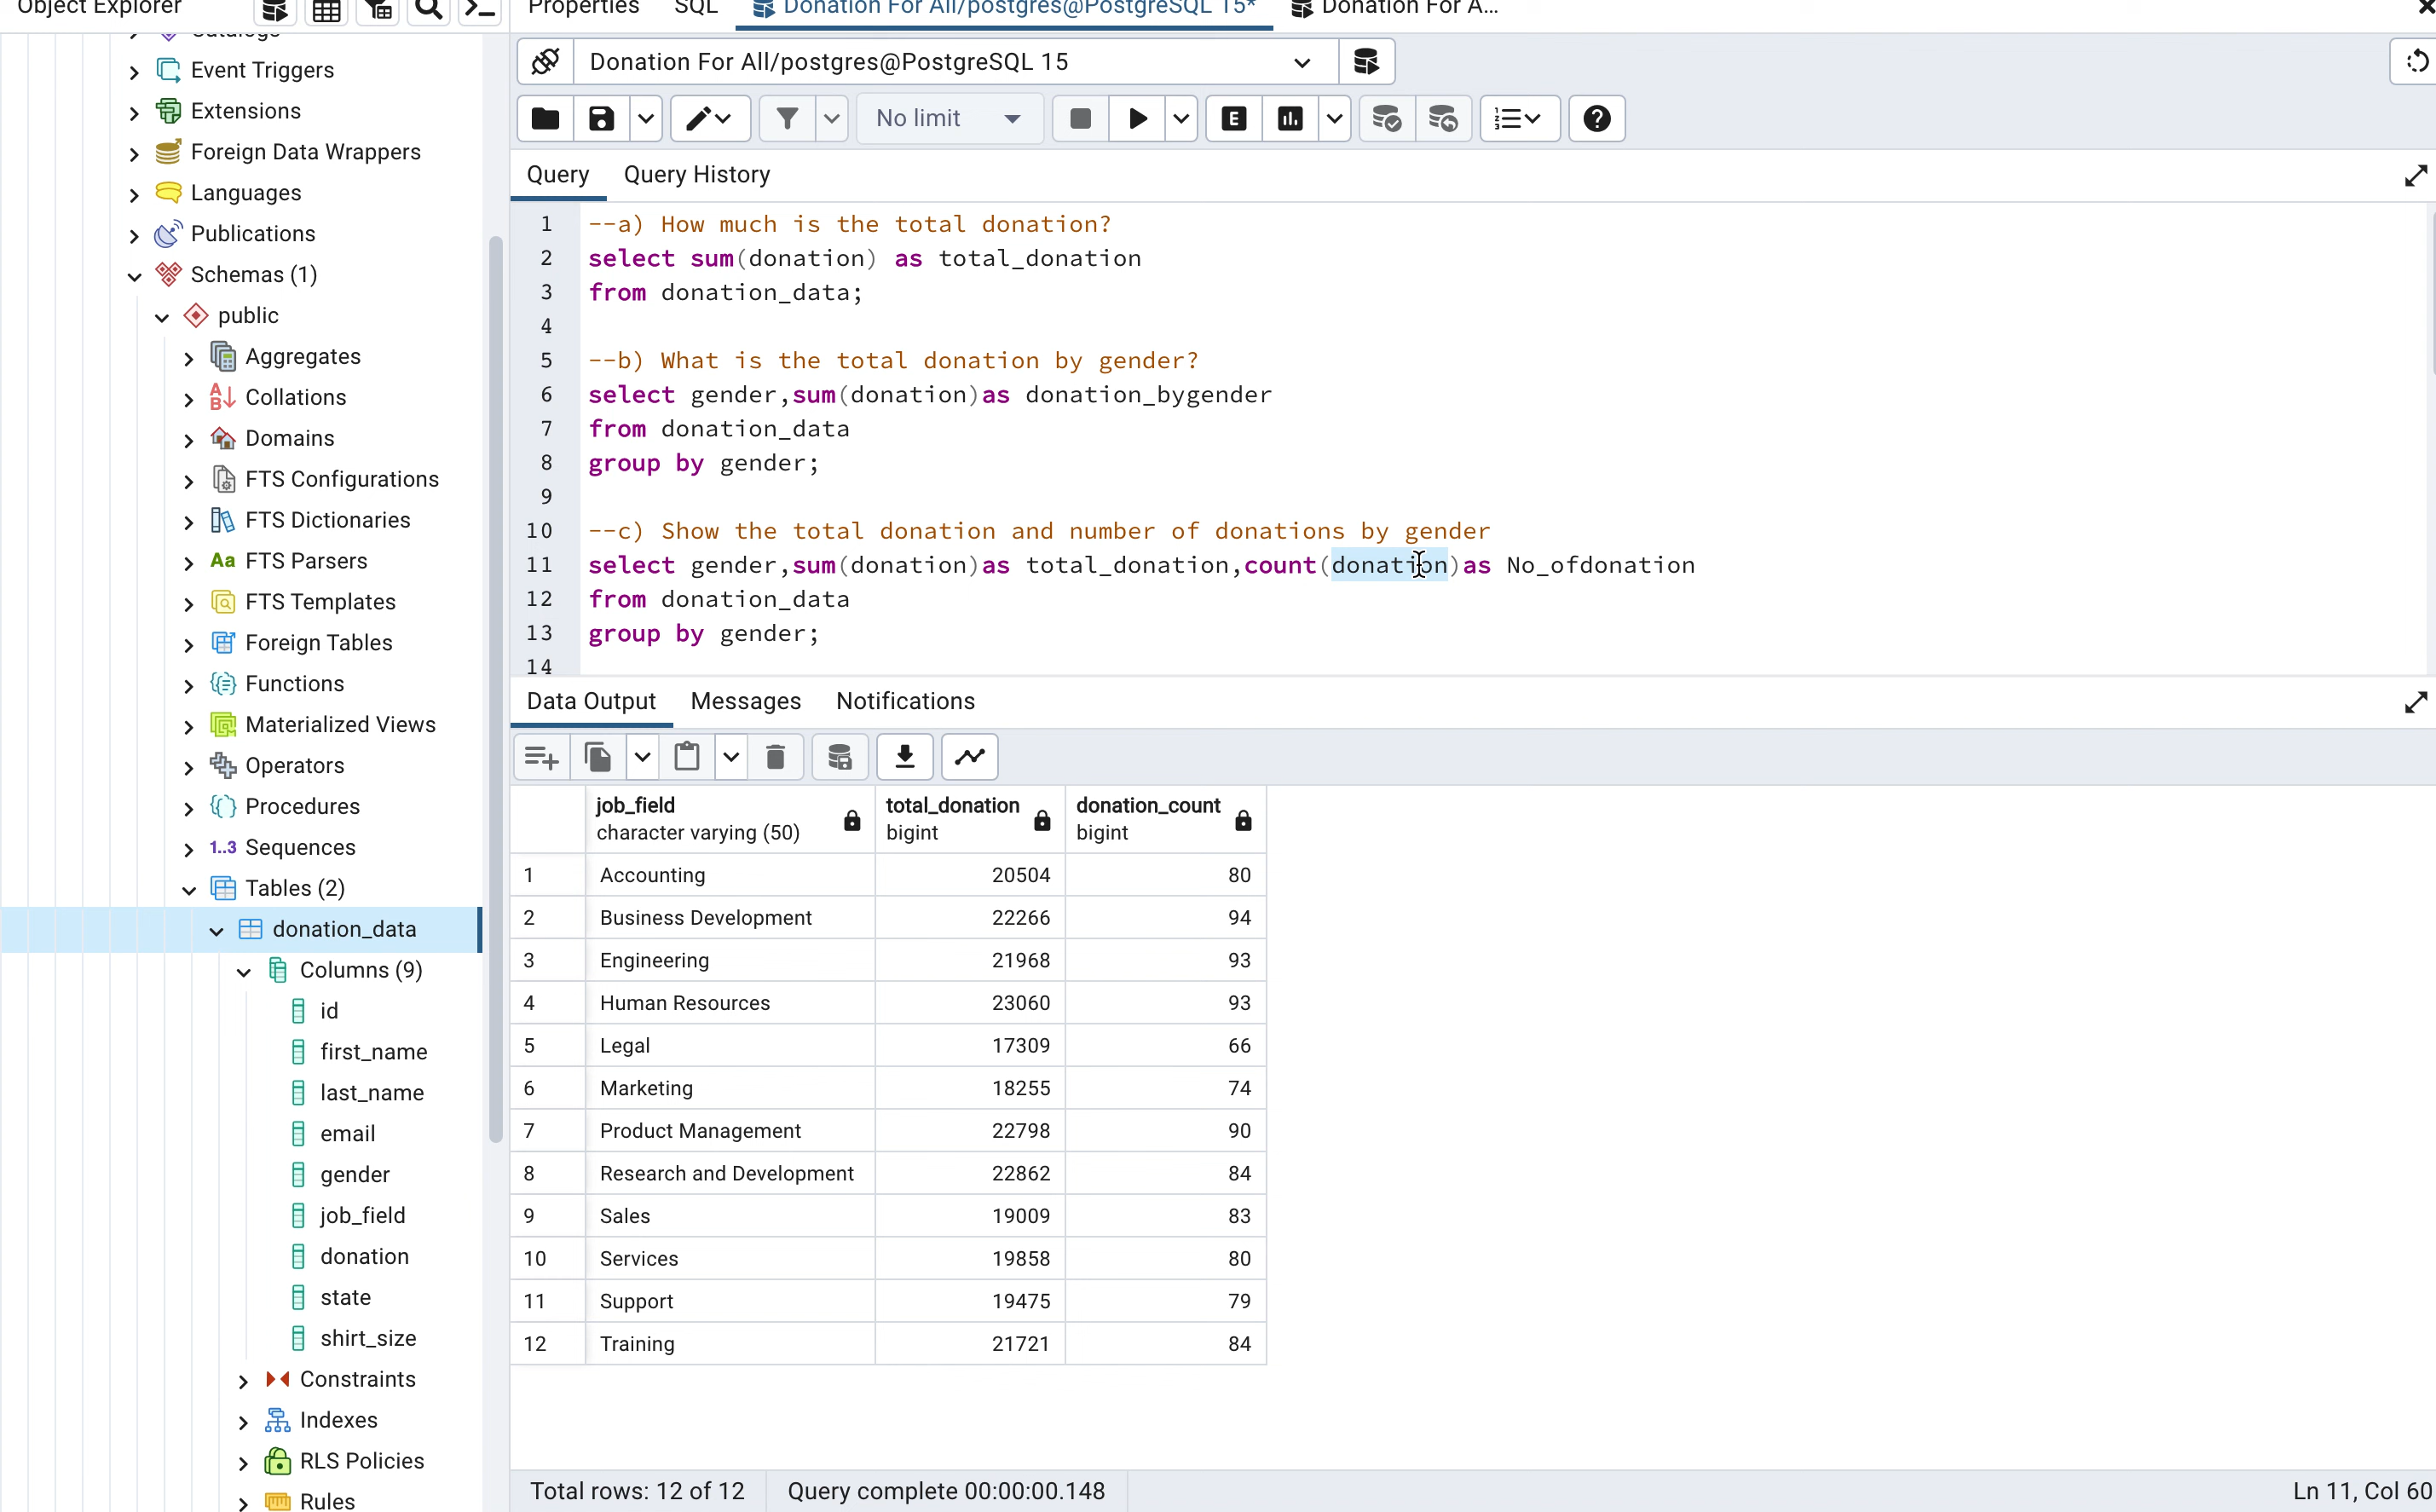 Object Explorer
Properties SQL Donation For All/postgres@PostgreSQL 15* Donation For A...
Catalogs
Event Triggers
Extensions
Foreign Data Wrappers
Languages
Publications
Schemas (1)
public
Aggregates
Collations
Domains
FTS Configurations
FTS Dictionaries
Aa FTS Parsers
FTS Templates
Foreign Tables
Functions
Materialized Views
Operators
Procedures
1..3 Sequences
Tables (2)
donation_data
Columns (9)
id
first_name
last_name
email
gender
job_field
donation
state
shirt_size
Constraints
Indexes
RLS Policies
Rules
Donation For All/postgres@PostgreSQL 15
No limit
E
Query Query History
1 --a) How much is the total donation?
2 select sum(donation) as total_donation
3 from donation_data;
4
5 --b) What is the total donation by gender?
6 select gender,sum(donation)as donation_bygender
7 from donation_data
8 group by gender;
9
10 --c) Show the total donation and number of donations by gender
11 select gender,sum(donation)as total_donation,count(donation)as No_ofdonation
12 from donation_data
13 group by gender;
14
Data Output Messages Notifications
job_field total_donation donation_count
character varying (50) bigint bigint
1 Accounting 20504 80
2 Business Development 22266 94
3 Engineering 21968 93
4 Human Resources 23060 93
5 Legal 17309 66
6 Marketing 18255 74
7 Product Management 22798 90
8 Research and Development 22862 84
9 Sales 19009 83
10 Services 19858 80
11 Support 19475 79
12 Training 21721 84
Total rows: 12 of 12 Query complete 00:00:00.148 Ln 11, Col 60